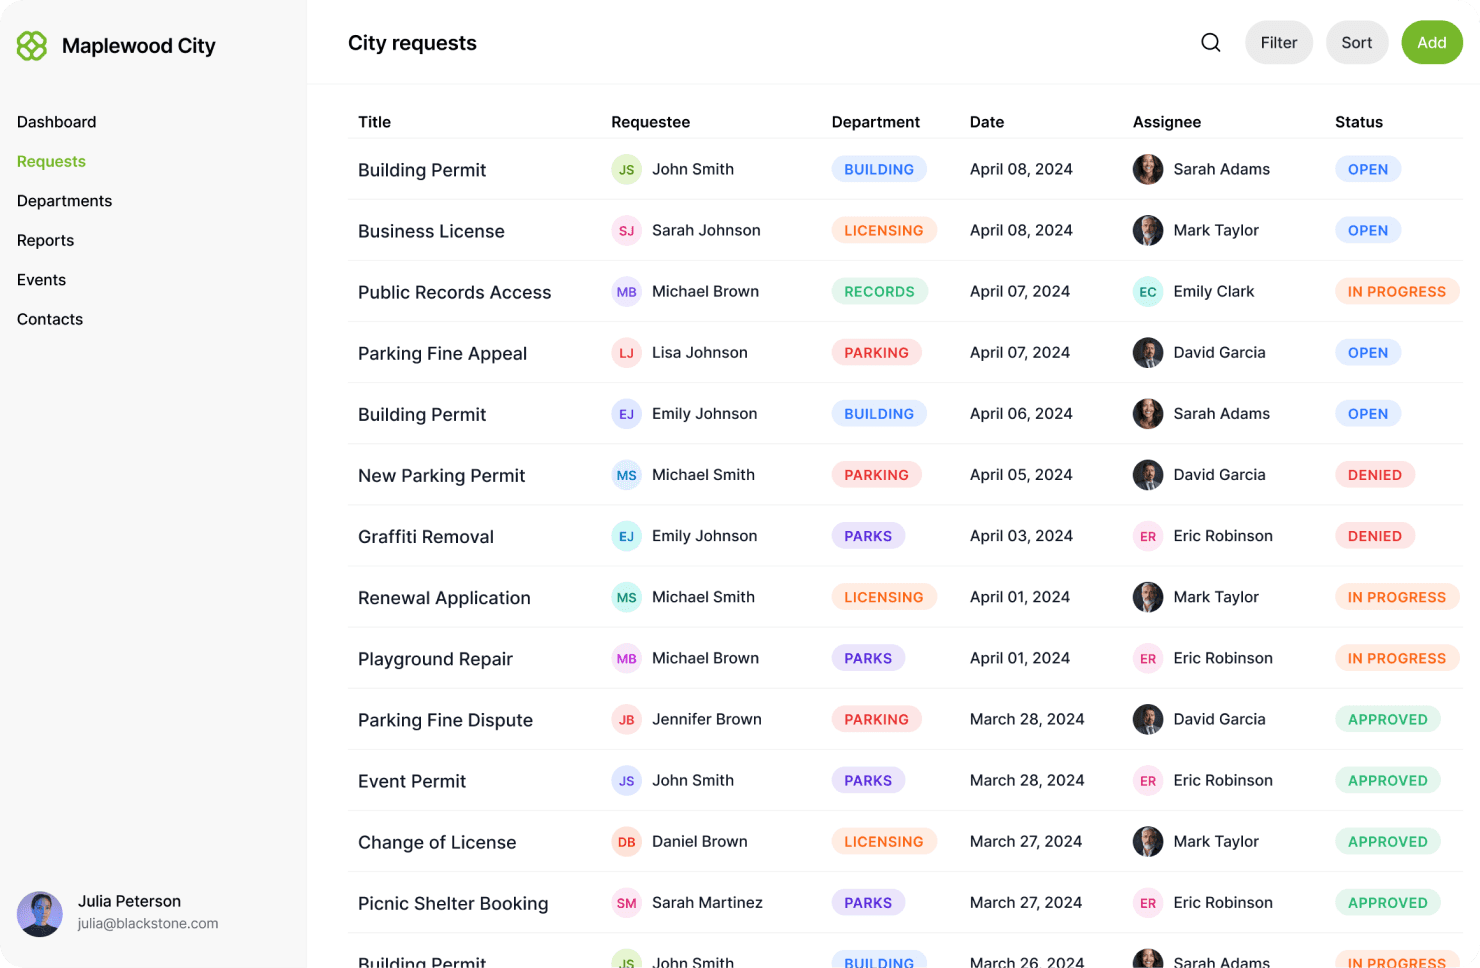 Maplewood City
Dashboard
Requests
Departments
Reports
Events
Contacts
Julia Peterson
julia@blackstone.com
City requests
Filter
Sort
Add
Title Requestee Department Date Assignee Status
Building Permit JS John Smith BUILDING April 08, 2024 Sarah Adams OPEN
Business License SJ Sarah Johnson LICENSING April 08, 2024 Mark Taylor OPEN
Public Records Access MB Michael Brown RECORDS April 07, 2024 EC Emily Clark IN PROGRESS
Parking Fine Appeal LJ Lisa Johnson PARKING April 07, 2024 David Garcia OPEN
Building Permit EJ Emily Johnson BUILDING April 06, 2024 Sarah Adams OPEN
New Parking Permit MS Michael Smith PARKING April 05, 2024 David Garcia DENIED
Graffiti Removal EJ Emily Johnson PARKS April 03, 2024 ER Eric Robinson DENIED
Renewal Application MS Michael Smith LICENSING April 01, 2024 Mark Taylor IN PROGRESS
Playground Repair MB Michael Brown PARKS April 01, 2024 ER Eric Robinson IN PROGRESS
Parking Fine Dispute JB Jennifer Brown PARKING March 28, 2024 David Garcia APPROVED
Event Permit JS John Smith PARKS March 28, 2024 ER Eric Robinson APPROVED
Change of License DB Daniel Brown LICENSING March 27, 2024 Mark Taylor APPROVED
Picnic Shelter Booking SM Sarah Martinez PARKS March 27, 2024 ER Eric Robinson APPROVED
Building Permit JS John Smith BUILDING March 26, 2024 Sarah Adams IN PROGRESS